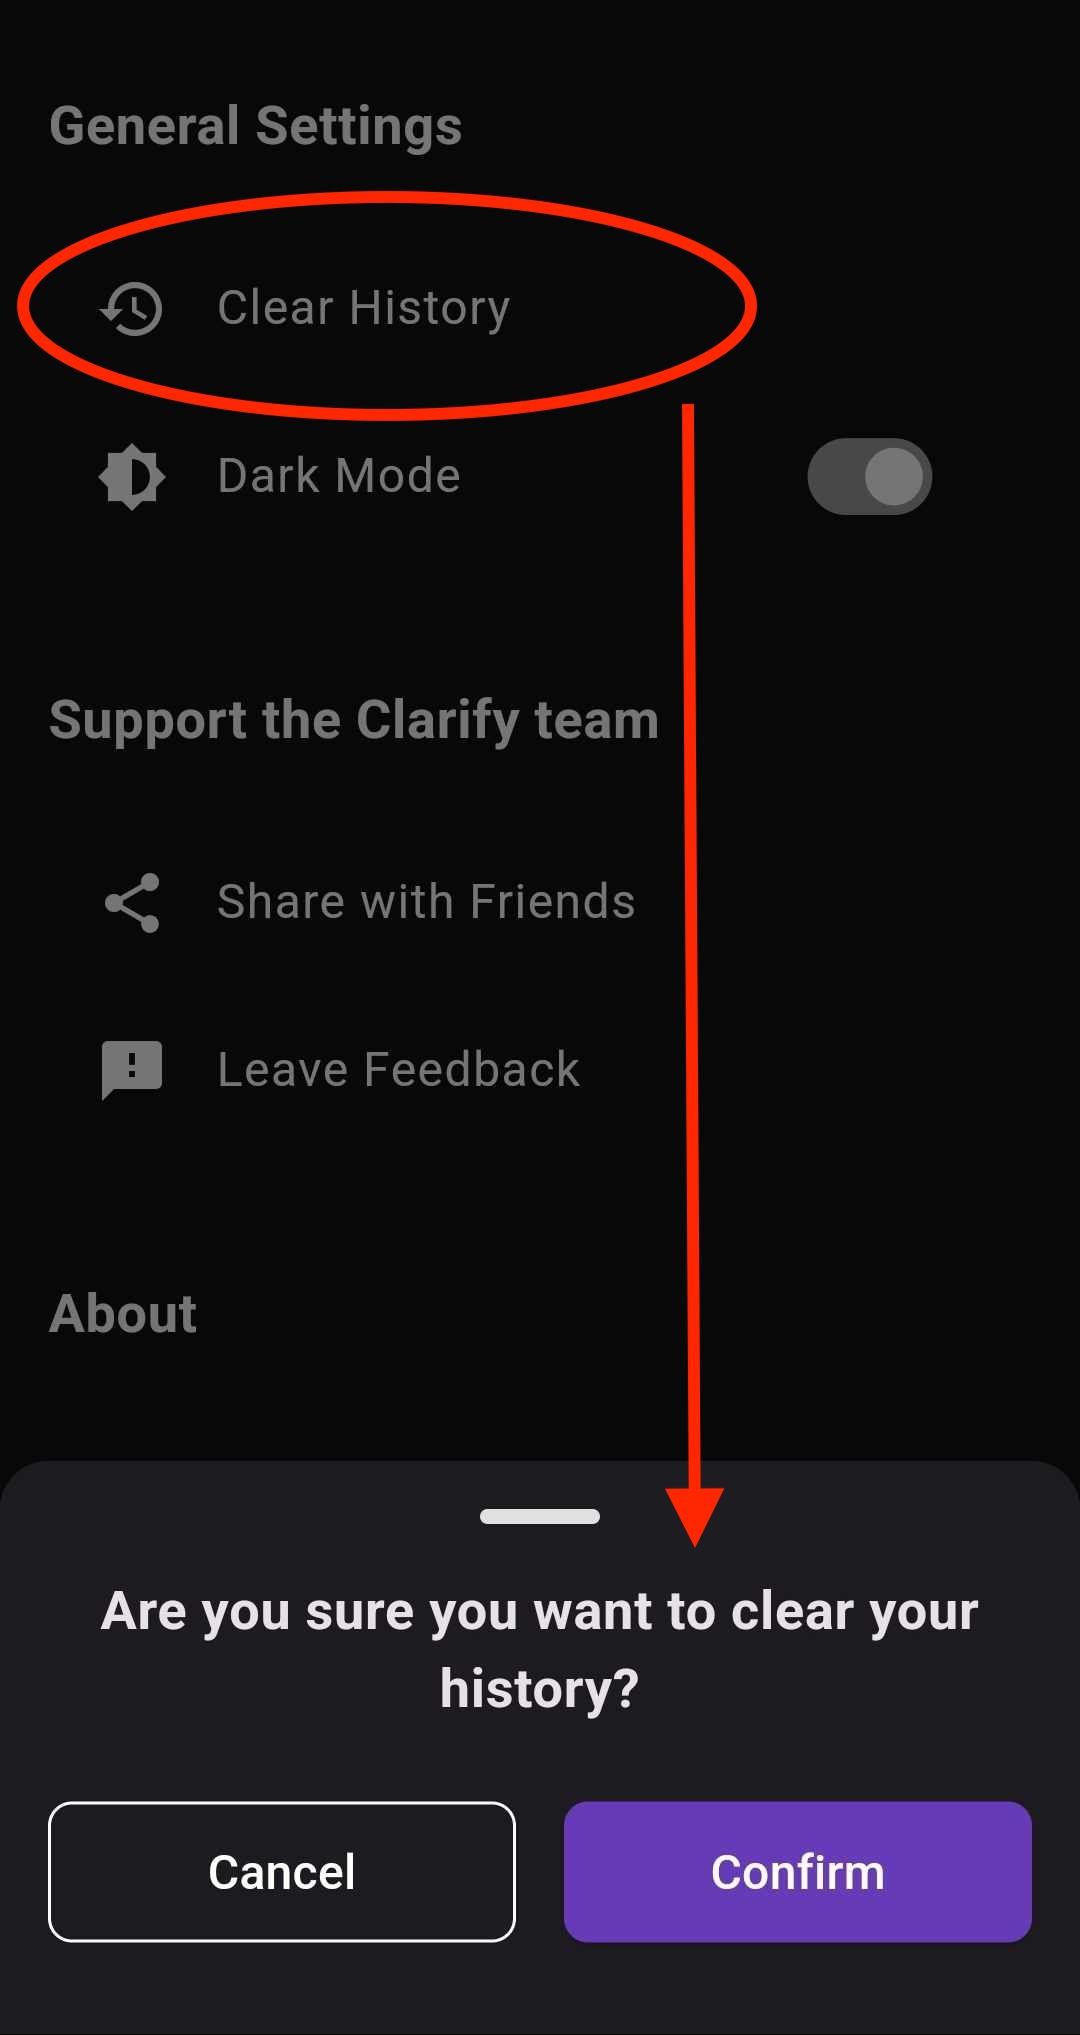 General Settings
Clear History
Dark Mode
Support the Clarify team
Share with Friends
Leave Feedback
About
Are you sure you want to clear your
history?
Cancel
Confirm